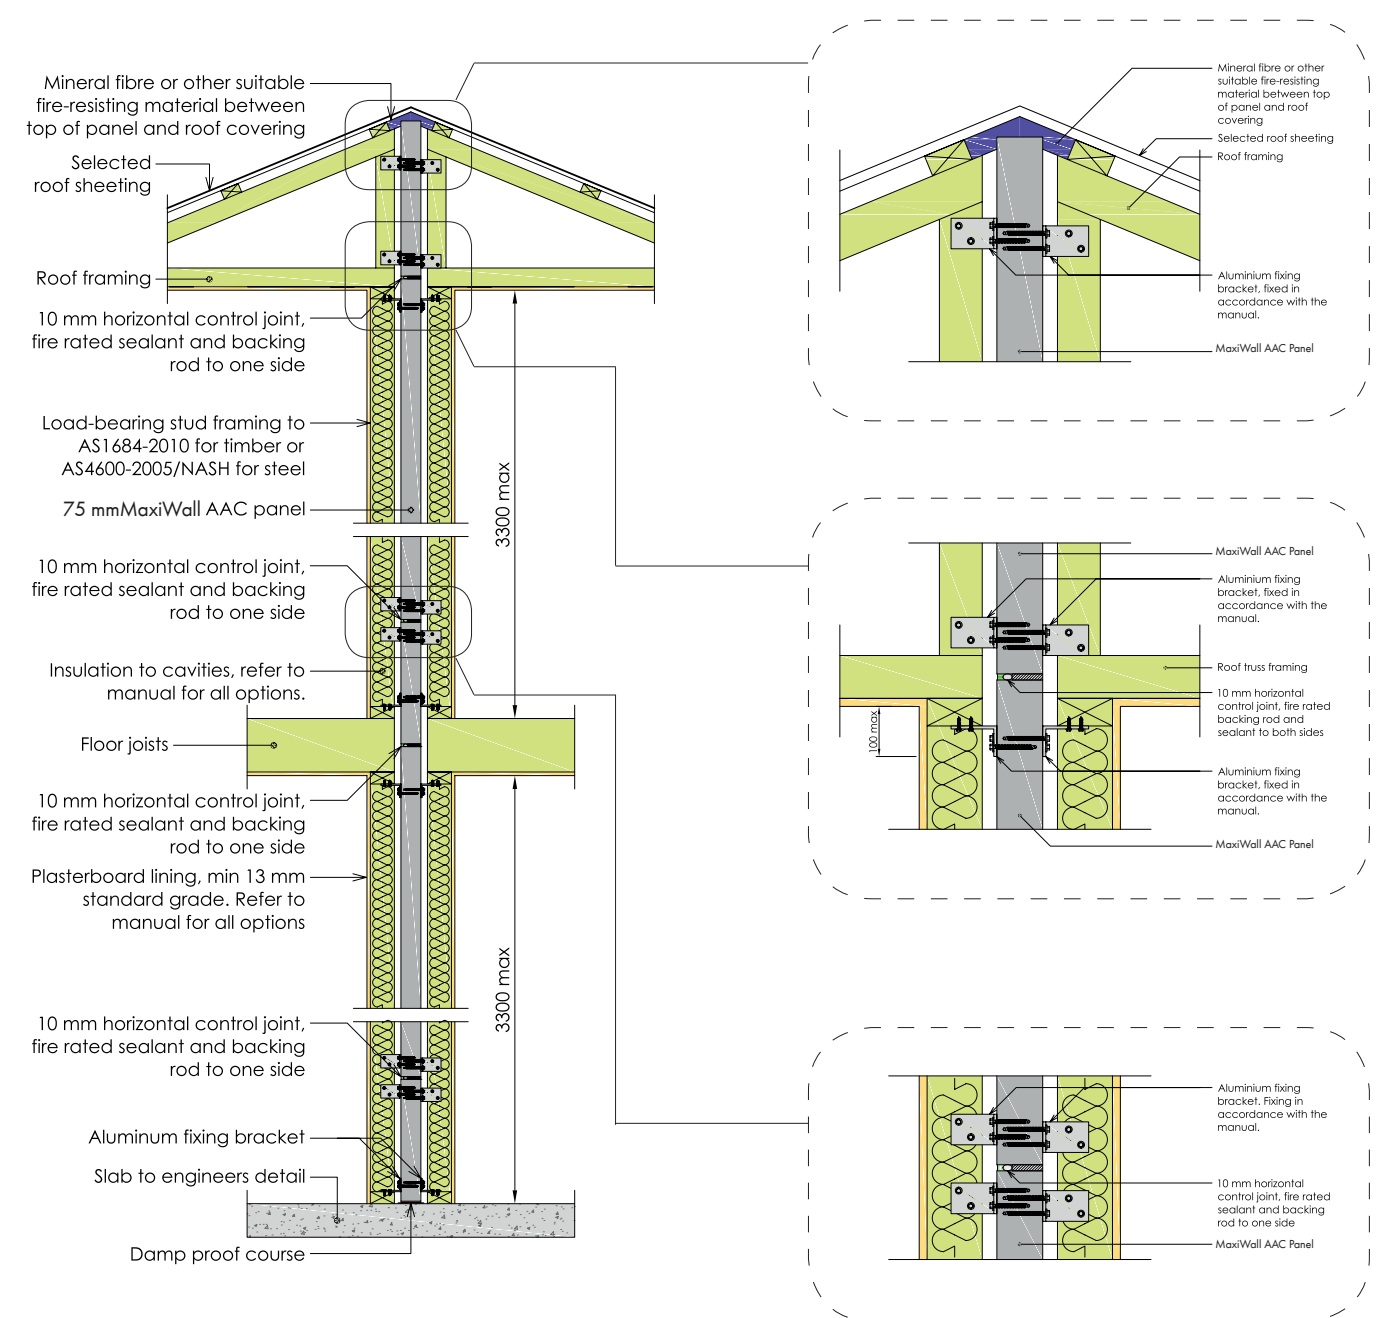 Mineral fibre or other suitable
fire-resisting material between
top of panel and roof covering
Selected
roof sheeting
Roof framing
10 mm horizontal control joint,
fire rated sealant and backing
rod to one side
Load-bearing stud framing to
AS1684-2010 for timber or
AS4600-2005/NASH for steel
75 mmMaxiWall AAC panel
10 mm horizontal control joint,
fire rated sealant and backing
rod to one side
Insulation to cavities, refer to
manual for all options.
Floor joists
10 mm horizontal control joint,
fire rated sealant and backing
rod to one side
Plasterboard lining, min 13 mm
standard grade. Refer to
manual for all options
10 mm horizontal control joint,
fire rated sealant and backing
rod to one side
Aluminum fixing bracket
Slab to engineers detail
Damp proof course
3300 max
3300 max
Mineral fibre or other
suitable fire-resisting
material between top
of panel and roof
covering
Selected roof sheeting
Roof framing
Aluminium fixing
bracket, fixed in
accordance with the
manual.
MaxiWall AAC Panel
MaxiWall AAC Panel
Aluminium fixing
bracket, fixed in
accordance with the
manual.
Roof truss framing
10 mm horizontal
control joint, fire rated
backing rod and
sealant to both sides
100 max
Aluminium fixing
bracket, fixed in
accordance with the
manual.
MaxiWall AAC Panel
Aluminium fixing
bracket. Fixing in
accordance with the
manual.
10 mm horizontal
control joint, fire rated
sealant and backing
rod to one side
MaxiWall AAC Panel